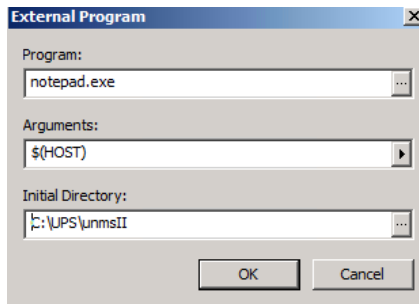 External Program
Program:
notepad.exe
...
Arguments:
$(HOST)
Initial Directory:
C:\UPS\unmsII
...
OK
Cancel